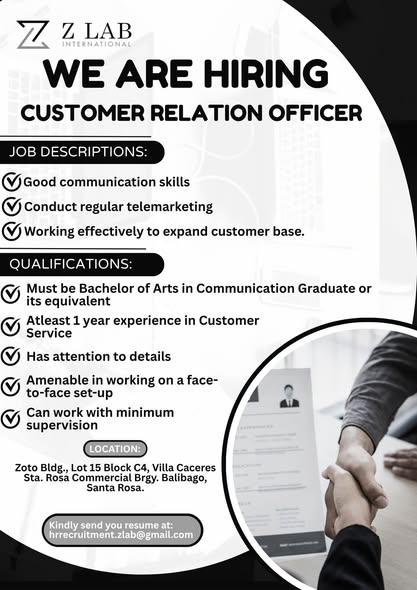 Z LAB
INTERNATIONAL
WE ARE HIRING
CUSTOMER RELATION OFFICER
JOB DESCRIPTIONS:
Good communication skills
Conduct regular telemarketing
Working effectively to expand customer base.
QUALIFICATIONS:
Must be Bachelor of Arts in Communication Graduate or
its equivalent
Atleast 1 year experience in Customer
Service
Has attention to details
Amenable in working on a face-
to-face set-up
Can work with minimum
supervision
LOCATION:
Zoto Bldg., Lot 15 Block C4, Villa Caceres
Sta. Rosa Commercial Brgy. Balibago,
Santa Rosa.
Kindly send you resume at:
hrrecruitment.zlab@gmail.com